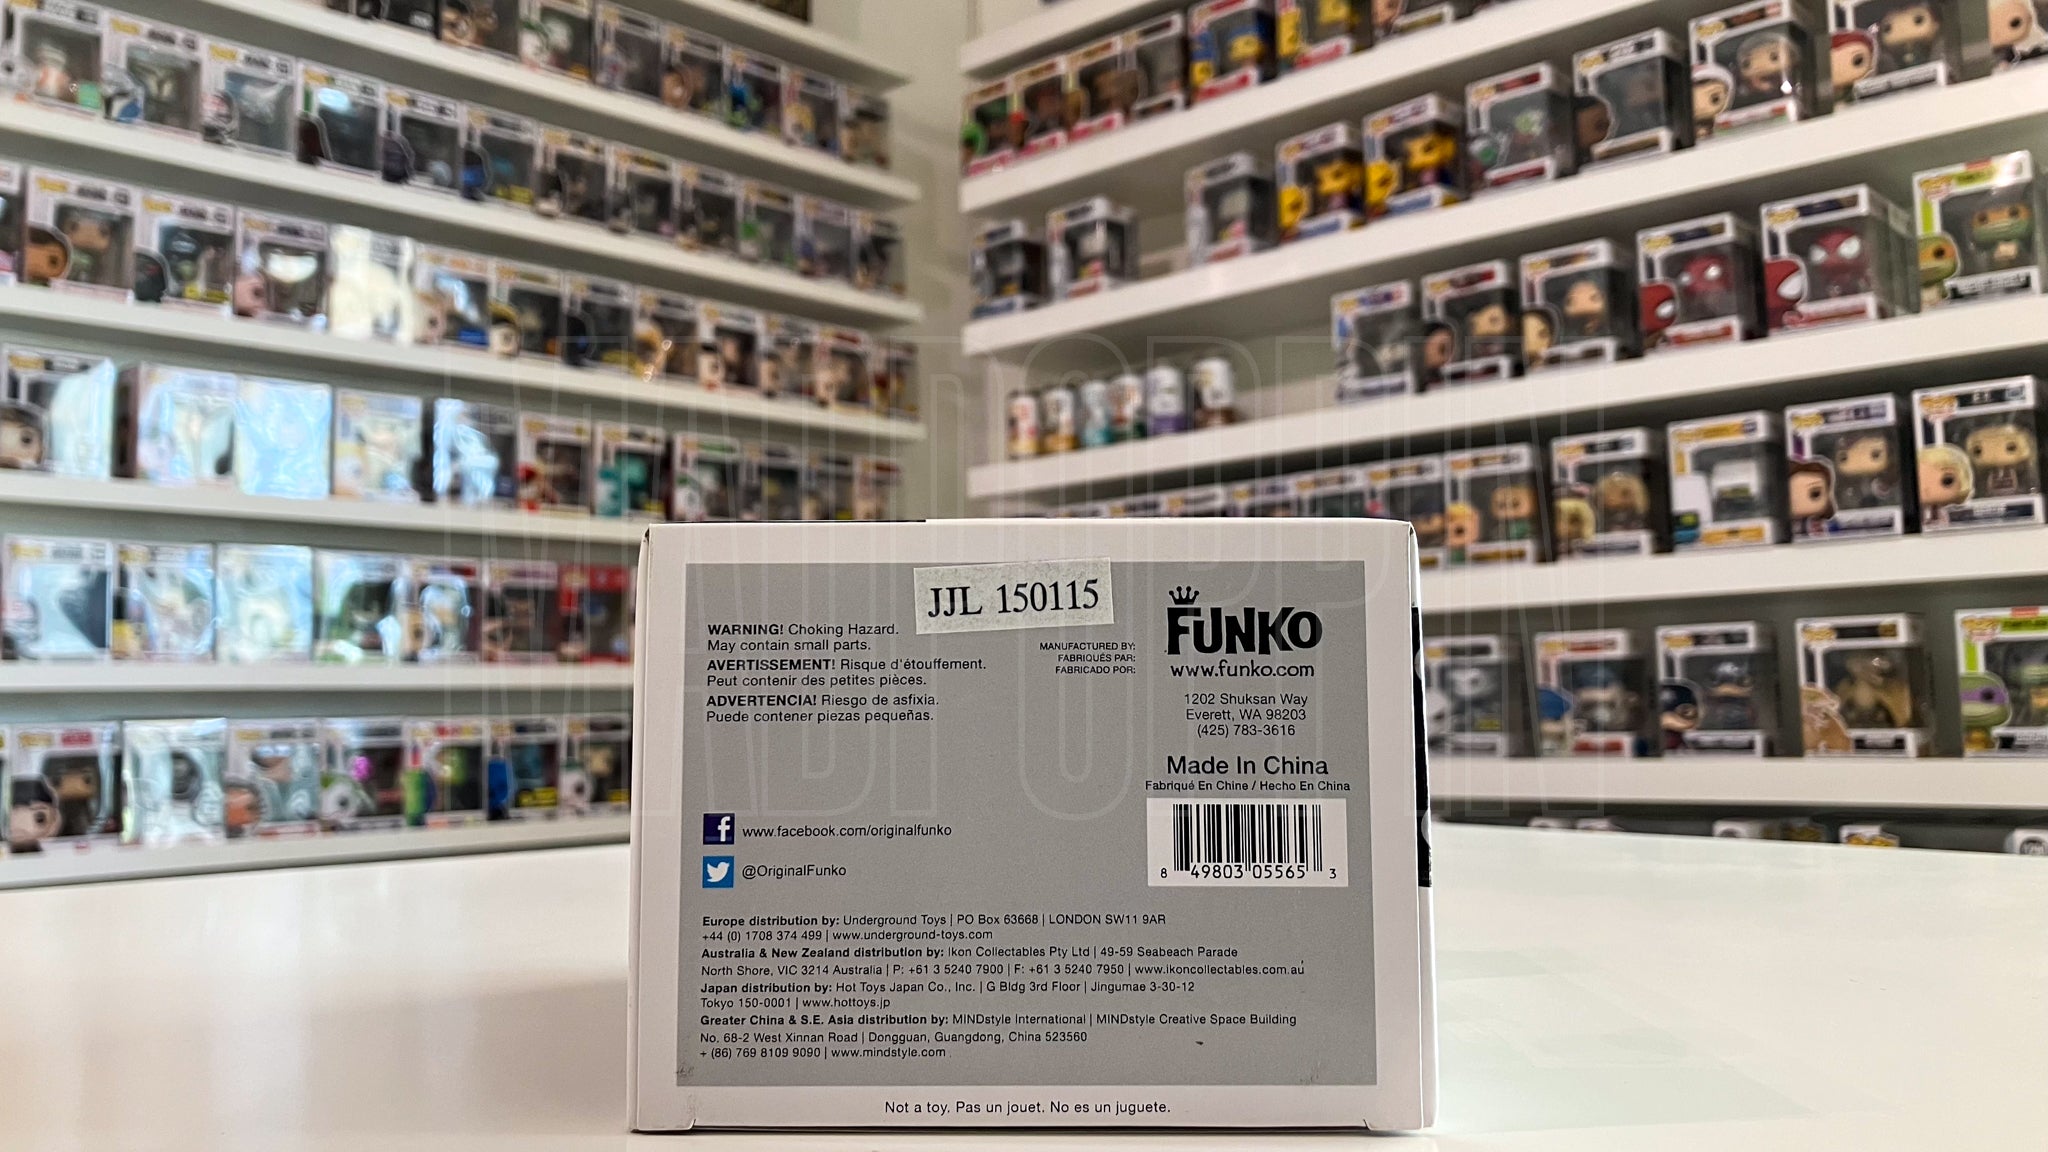 JJL 150115
WARNING! Choking Hazard.
May contain small parts.
AVERTISSEMENT! Risque d'étouffement.
Peut contenir des petites pièces.
ADVERTENCIA! Riesgo de asfixia.
Puede contener piezas pequeñas.
MANUFACTURED BY:
FABRIQUÉS PAR:
FABRICADO POR:
FUNKO
www.funko.com
1202 Shuksan Way
Everett, WA 98203
(425) 783-3616
Made In China
Fabriqué En Chine / Hecho En China
8 49803 05565 3
f www.facebook.com/originalfunko
@OriginalFunko
Europe distribution by: Underground Toys | PO Box 63668 | LONDON SW11 9AR
+44 (0) 1708 374 499 | www.underground-toys.com
Australia & New Zealand distribution by: Ikon Collectables Pty Ltd | 49-59 Seabeach Parade
North Shore, VIC 3214 Australia | P: +61 3 5240 7900 | F: +61 3 5240 7950 | www.ikoncollectables.com.au
Japan distribution by: Hot Toys Japan Co., Inc. | G Bldg 3rd Floor | Jingumae 3-30-12
Tokyo 150-0001 | www.hottoys.jp
Greater China & S.E. Asia distribution by: MINDstyle International | MINDstyle Creative Space Building
No. 68-2 West Xinnan Road | Dongguan, Guangdong, China 523560
+ (86) 769 8109 9090 | www.mindstyle.com
Not a toy. Pas un jouet. No es un juguete.